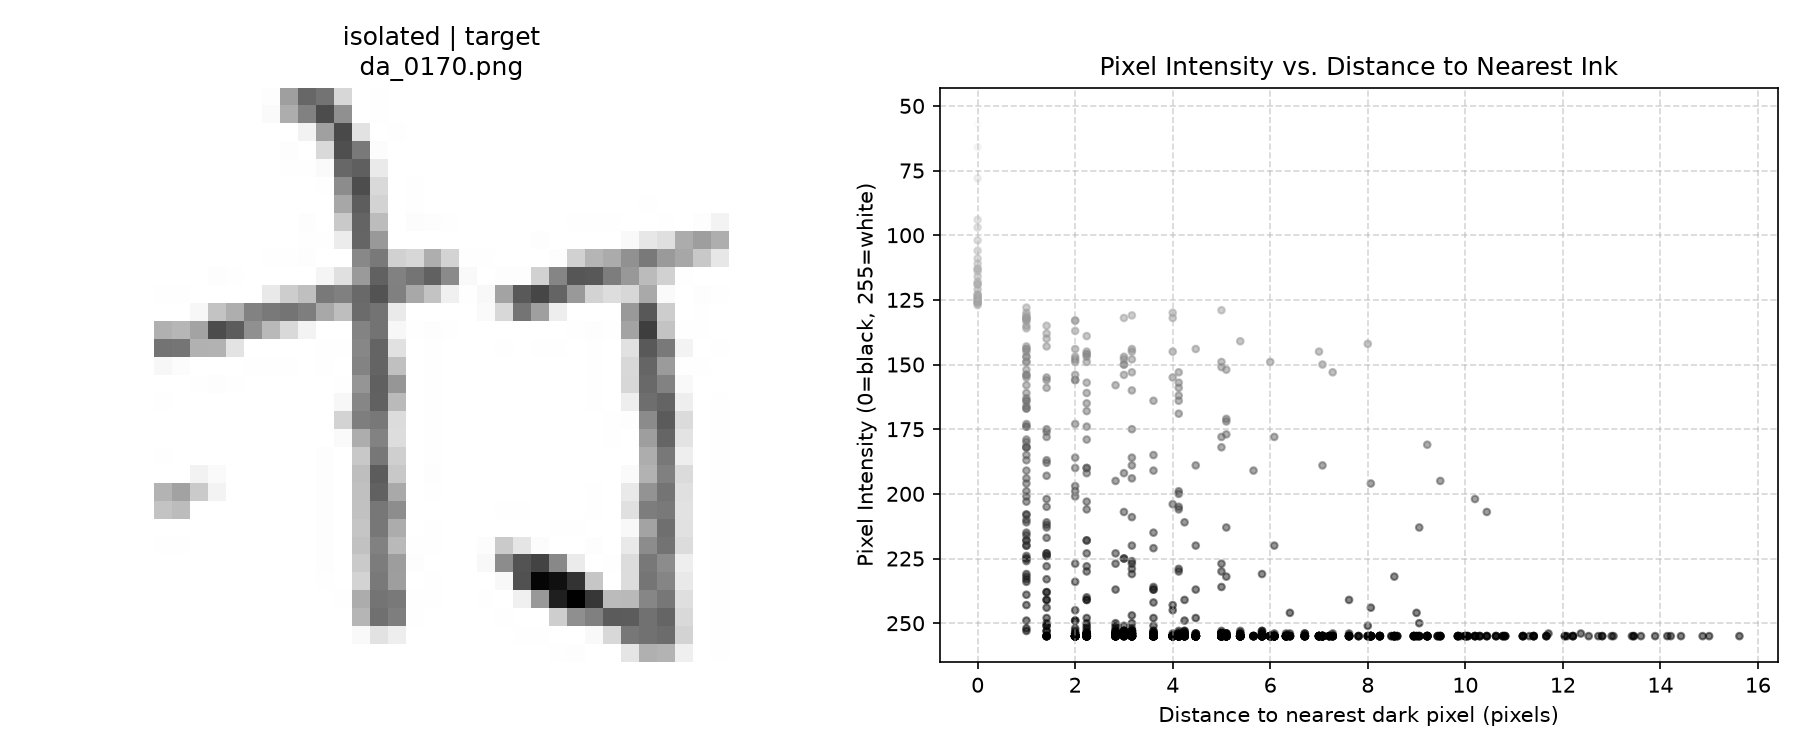 isolated | target
da_0170.png
打
Pixel Intensity vs. Distance to Nearest Ink
Pixel Intensity (0=black, 255=white)
50
75
100
125
150
175
200
225
250
0 2 4 6 8 10 12 14 16
Distance to nearest dark pixel (pixels)